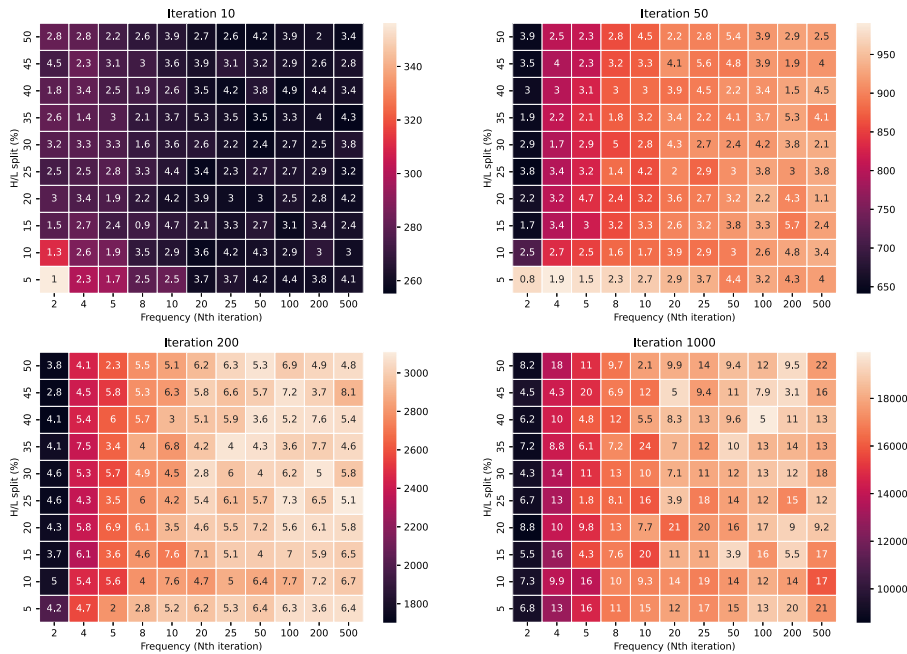 Iteration 10
H/L split (%)
50 2.8 2.8 2.2 2.6 3.9 2.7 2.6 4.2 3.9 2 3.4
45 4.5 2.3 3.1 3 3.6 3.9 3.1 3.2 2.9 2.6 2.8
40 1.8 3.4 2.5 1.9 2.6 3.5 4.2 3.8 4.9 4.4 3.4
35 2.6 1.4 3 2.1 3.7 3.6 3.5 3.3 3.3 4 4.3
30 3.2 3.3 3.3 1.6 3.6 2.6 2.2 2.4 4.7 2.5 3.8
25 2.5 2.5 2.8 3.3 4.4 3.4 2.4 2.7 2.7 2.9 3.2
20 3 3.4 1.9 2.2 4.2 3.9 3 3 2.5 2.8 4.2
15 1.5 2.7 2.4 0.9 4.7 2.1 3.3 2.7 3.1 3.4 2.4
10 1.3 2.6 1.9 3.5 2.9 3.6 4.2 4.3 2.9 3 3
5 1 2.3 1.7 2.5 2.5 3.7 3.7 4.2 4.4 3.8 4.1
2 4 5 8 10 20 25 50 100 200 500
Frequency (Nth iteration)
340
320
300
280
260
Iteration 50
H/L split (%)
50 3.9 2.5 2.3 2.8 4.5 2.2 2.8 5.4 3.9 2.9 2.5
45 3.5 4 2.3 3.2 3.3 4.1 5.6 4.8 3.9 1.9 4
40 3 3 3.1 3 3 3.9 4.5 2.2 3.4 1.5 4.5
35 2.2 2.1 3.9 1.8 3.2 3.4 2.2 4.1 3.7 5.3 4.1
30 2.9 1.7 2.9 5 2.8 4.3 2.7 2.4 4.2 3.8 2.1
25 3.8 3.4 2.2 1.4 4.2 2 2.9 3 3.8 3 3.8
20 2.2 3.2 4.7 2.6 3.6 2.9 3.4 3.2 2.2 4.3 1.1
15 1.7 3.4 3 3.2 3.3 2.6 3.5 3.8 3.3 5.7 2.4
10 2.5 2.7 2.5 1.6 1.7 3.9 2.9 3 2.6 4.8 3.4
5 0.8 1.9 1.5 2.3 2.7 2.9 3.7 4.4 3.2 4.3 4
2 4 5 8 10 20 25 50 100 200 500
Frequency (Nth iteration)
950
900
850
800
750
700
650
Iteration 200
H/L split (%)
50 3.8 4.1 2.3 5.5 5.1 6.2 6.3 5.3 6.9 4.9 4.8
45 2.8 4.5 5.8 5.3 6.3 5.8 6.6 6 7.2 3.7 8.1
40 4.1 5.4 6 5.7 3 5.1 5.9 3.6 5.2 7.6 5.4
35 4.1 7.5 3.4 4 6.8 4.2 4 4.3 3.6 7.7 4.6
30 4.6 5.3 5.7 4.9 4.5 2.8 6 4 6.2 5 5.8
25 4.6 4.3 3.5 6 4.2 5.4 6.1 5.7 7.3 6.5 5.1
20 4.3 5.8 6.9 6.1 3.5 4.6 5.5 7.2 5.6 6.1 5.8
15 3.7 6.1 3.6 4.6 7.6 7.1 5.1 4 7 5.9 6.5
10 5 5.4 5.6 4 7.6 4.7 5 6.4 7.7 7.2 6.7
5 4.2 4.7 2 2.8 5.2 6.2 5.3 6.4 6.3 3.6 6.4
2 4 5 8 10 20 25 50 100 200 500
Frequency (Nth iteration)
3000
2800
2600
2400
2200
2000
1800
Iteration 1000
H/L split (%)
50 8.2 18 11 9.7 2.1 9.9 14 9.4 12 9.5 22
45 9.7 4.3 20 6.9 12 5 9.4 11 7.9 3.1 16
40 6.2 10 4.8 12 5.5 8.3 13 9.6 5 11 13
35 7.2 8.8 6.1 7.2 24 7 12 10 13 14 13
30 4.3 14 11 13 10 7.1 12 11 12 12 18
25 6.7 13 1.8 8.1 16 3.9 18 14 12 15 12
20 8.8 10 9.8 13 7.7 21 20 16 17 9 9.2
15 5.5 16 4.3 7.6 20 11 11 3.9 16 5.5 17
10 7.3 9.9 16 10 9.3 14 19 14 12 14 17
5 6.8 13 16 11 15 12 17 15 13 20 21
2 4 5 8 10 20 25 50 100 200 500
Frequency (Nth iteration)
18000
16000
14000
12000
10000